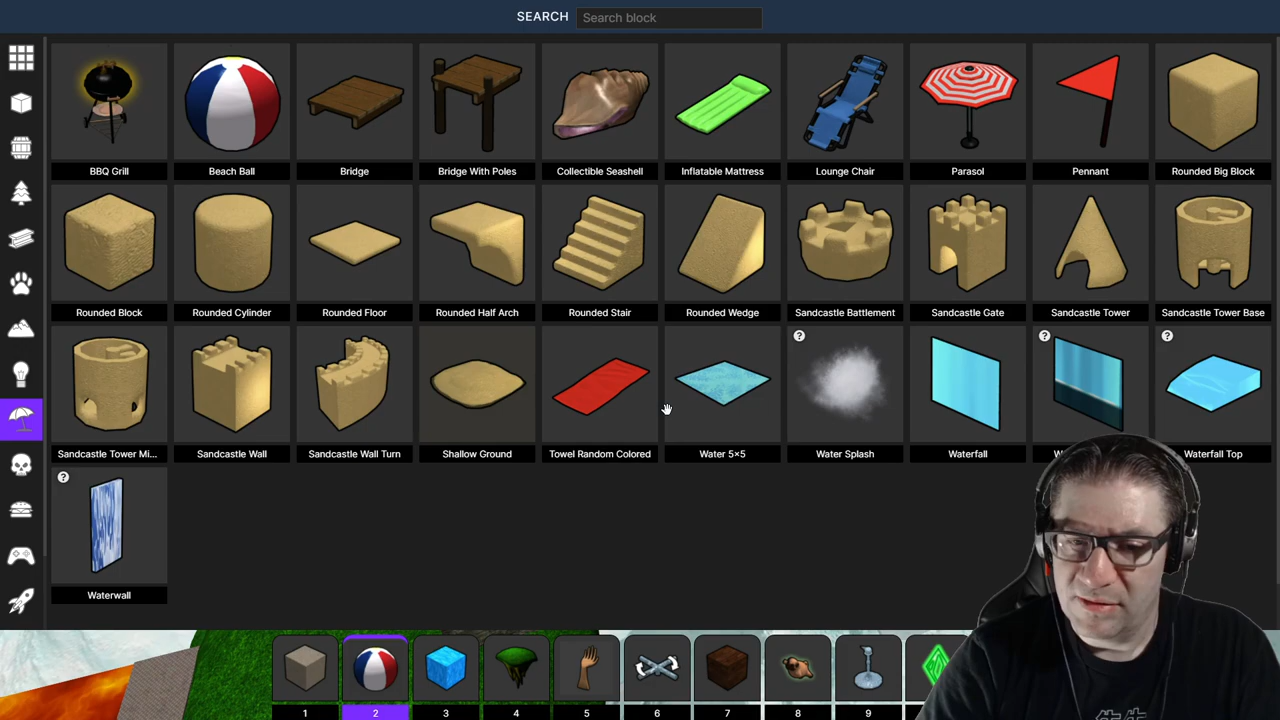 SEARCH Search block
BBQ Grill Beach Ball Bridge Bridge With Poles Collectible Seashell Inflatable Mattress Lounge Chair Parasol Pennant Rounded Big Block
Rounded Block Rounded Cylinder Rounded Floor Rounded Half Arch Rounded Stair Rounded Wedge Sandcastle Battlement Sandcastle Gate Sandcastle Tower Sandcastle Tower Base
? ? ?
Sandcastle Tower Mi... Sandcastle Wall Sandcastle Wall Turn Shallow Ground Towel Random Colored Water 5×5 Water Splash Waterfall Waterfall Top
?
Waterwall
1 2 3 4 5 6 7 8 9